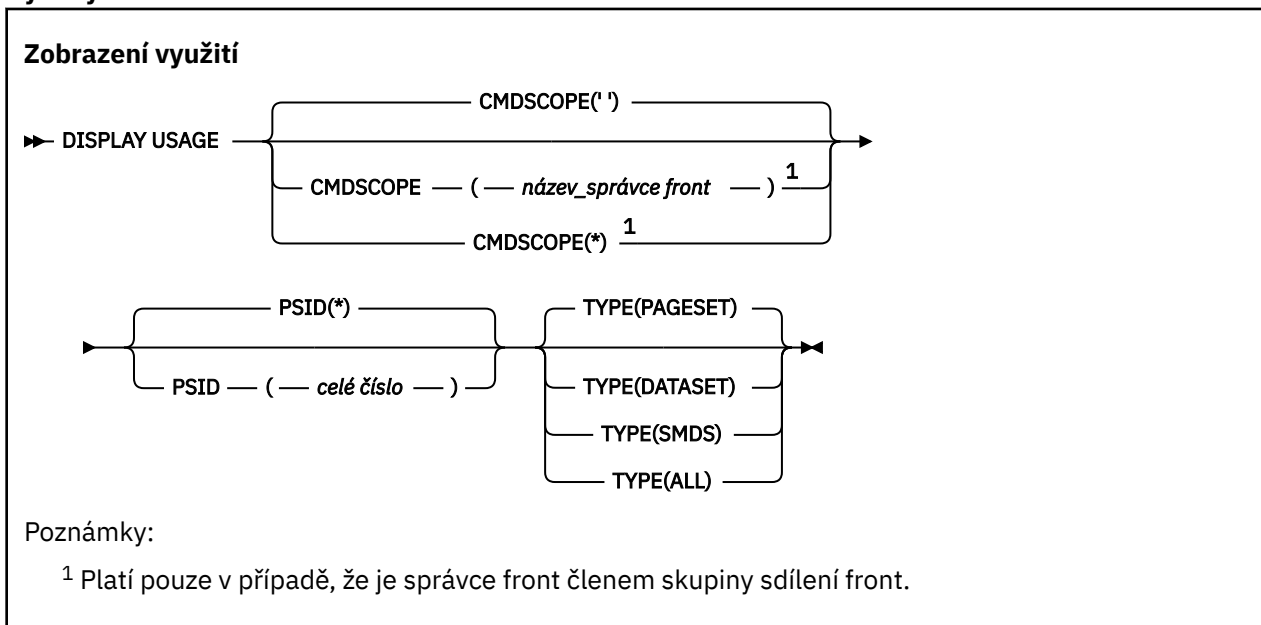 Zobrazení využití
CMDSCOPE(' ')
DISPLAY USAGE
CMDSCOPE ( název_správce front ) 1
CMDSCOPE(*) 1
PSID(*) TYPE(PAGESET)
PSID ( celé číslo ) TYPE(DATASET)
TYPE(SMDS)
TYPE(ALL)
Poznámky:
1 Platí pouze v případě, že je správce front členem skupiny sdílení front.